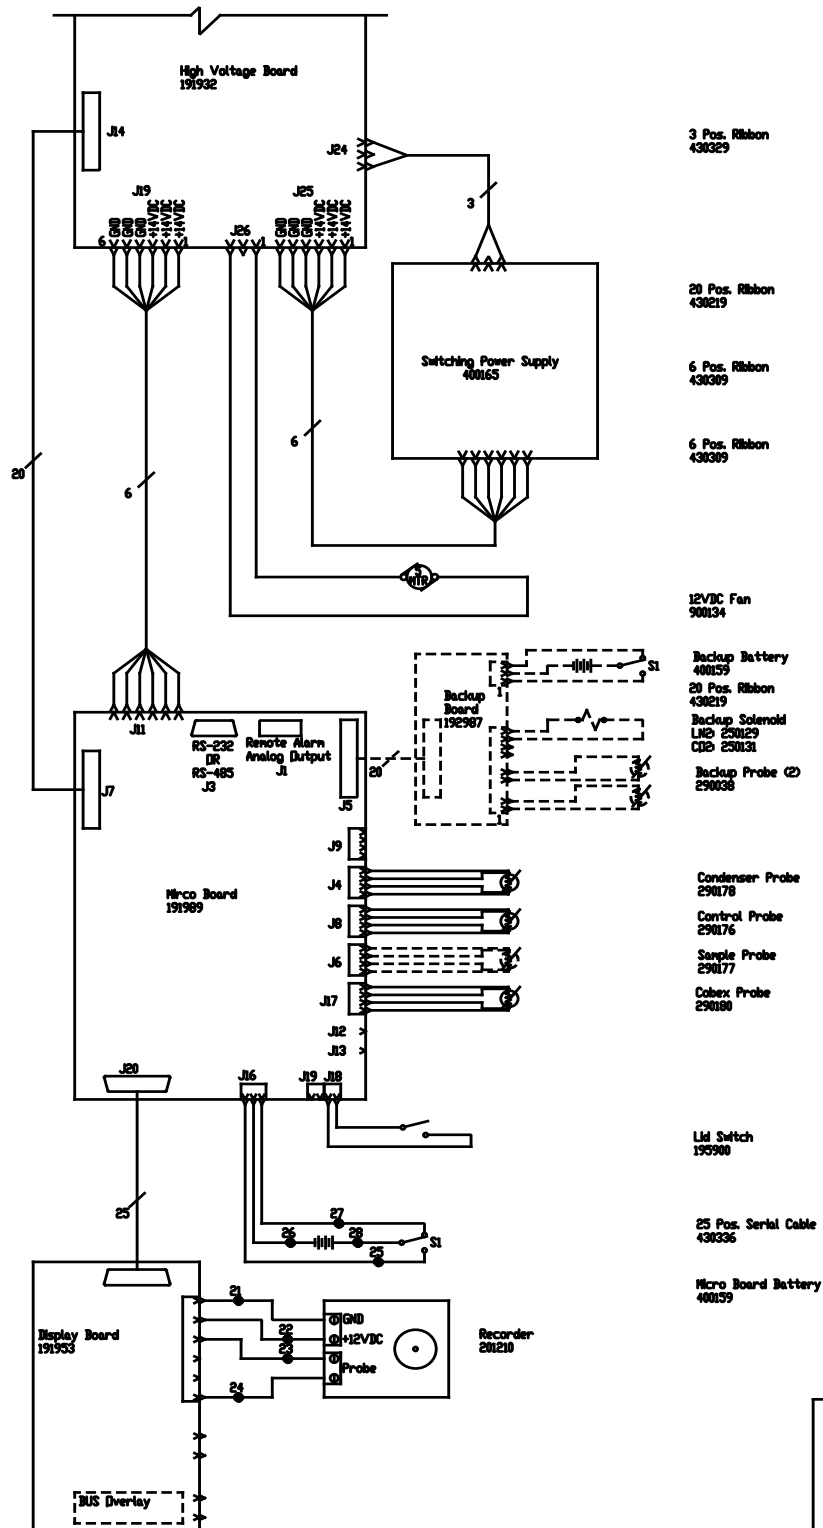 High Voltage Board
191932
J14
J24
3 Pos. Ribbon
430329
J19
GND
GND
GND
+14VDC
+14VDC
+14VDC
6
1
J26
1
J25
GND
GND
GND
+14VDC
+14VDC
+14VDC
1
3
20 Pos. Ribbon
430219
Switching Power Supply
400165
6 Pos. Ribbon
430309
6 Pos. Ribbon
430309
6
20
6
MTR
12VDC Fan
900134
S1
Backup Battery
400159
Backup
Board
192987
1
20 Pos. Ribbon
430219
Backup Solenoid
LN2: 250129
CO2: 250131
J11
RS-232
OR
RS-485
J3
Remote Alarm
Analog Output
J1
20
Backup Probe (2)
290038
J7
J5
1
J9
Mirco Board
191989
J4
Condenser Probe
290178
J8
Control Probe
290176
J6
Sample Probe
290177
J17
Cobex Probe
290180
J12
J13
J20
J16
J19
J18
Lid Switch
195900
25
27
26
28
S1
25
25 Pos. Serial Cable
430336
Micro Board Battery
400159
21
GND
22
+12VDC
23
Probe
24
Display Board
191953
Recorder
201210
BUS Overlay